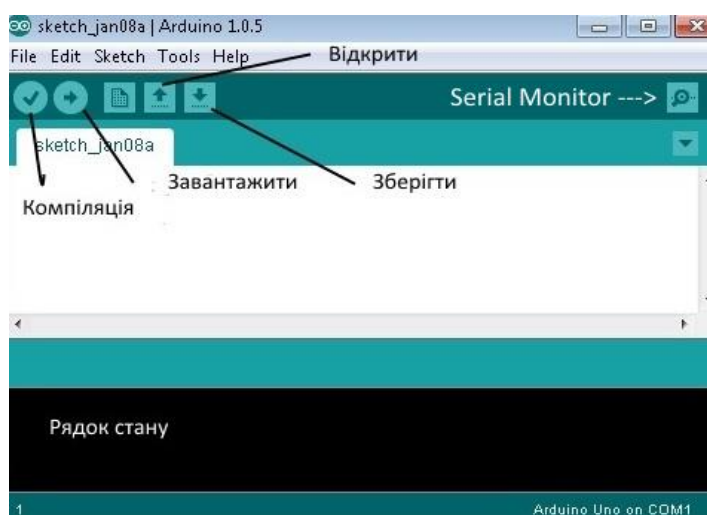 sketch_jan08a | Arduino 1.0.5
File Edit Sketch Tools Help
Відкрити
Serial Monitor --->
sketch_jan08a
Завантажити
Зберігти
Компіляція
Рядок стану
1
Arduino Uno on COM1